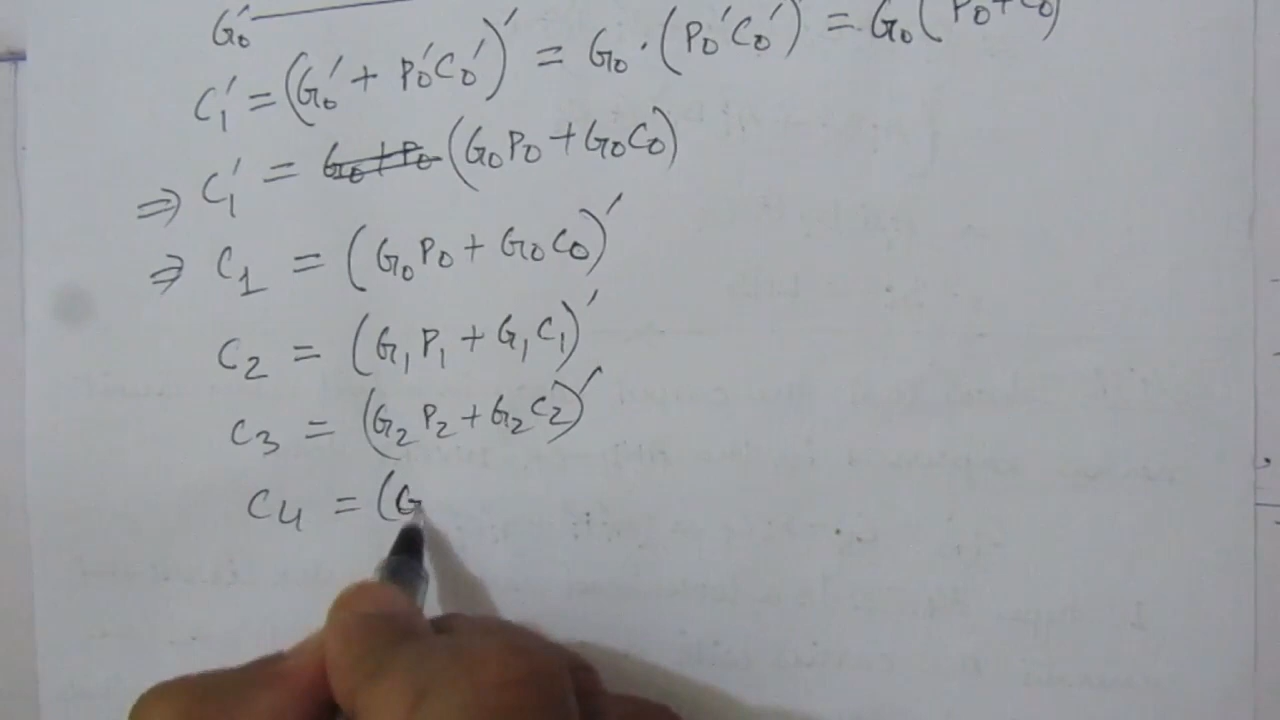 G₀'
C₁' = (G₀' + P₀'C₀')' = G₀ · (P₀'C₀')' = G₀(P₀+C₀)
⇒ C₁' = G₀+P₀ (G₀P₀ + G₀C₀)
⇒ C₁ = (G₀P₀ + G₀C₀)'
C₂ = (G₁P₁ + G₁C₁)'
C₃ = (G₂P₂ + G₂C₂)'
C₄ = (G